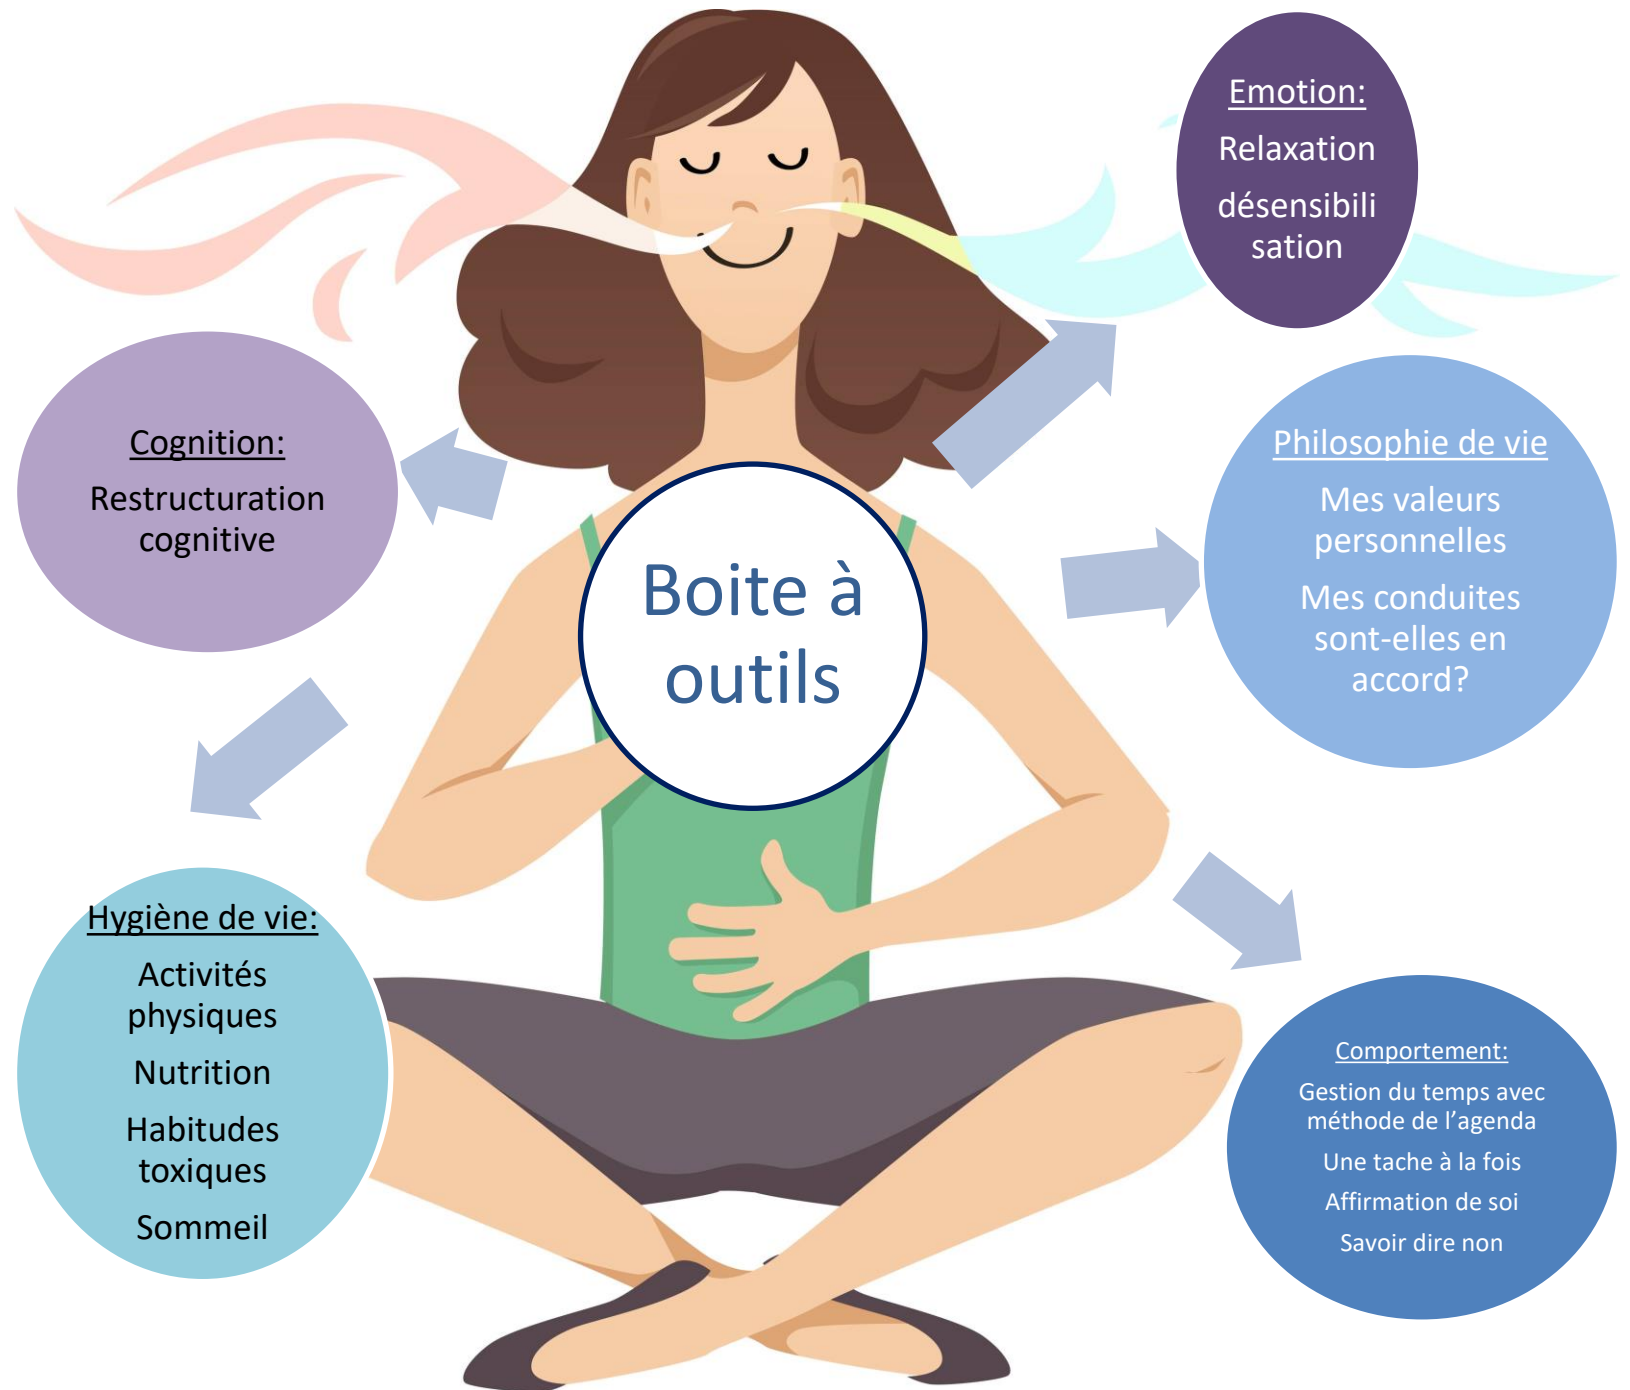 Emotion:
Relaxation
désensibili
sation
Cognition:
Restructuration
cognitive
Philosophie de vie
Mes valeurs
personnelles
Mes conduites
sont-elles en
accord?
Boite à
outils
Hygiène de vie:
Activités
physiques
Nutrition
Habitudes
toxiques
Sommeil
Comportement:
Gestion du temps avec
méthode de l’agenda
Une tache à la fois
Affirmation de soi
Savoir dire non